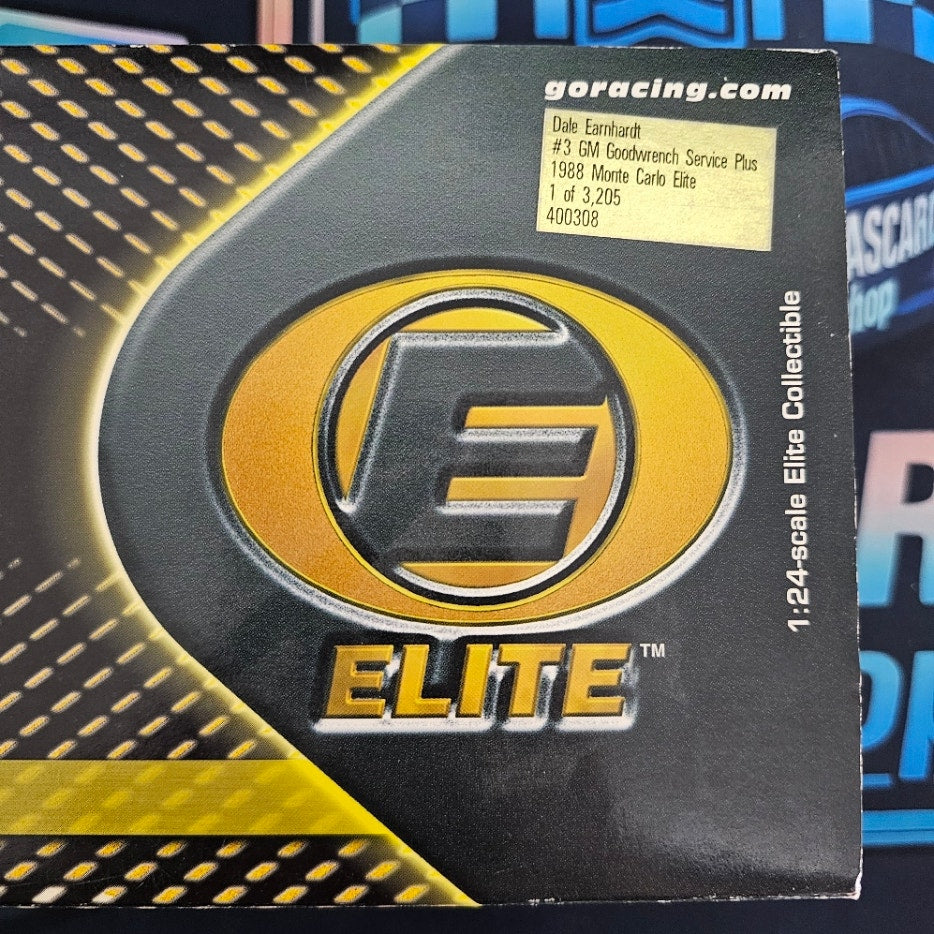 goracing.com
Dale Earnhardt
#3 GM Goodwrench Service Plus
1988 Monte Carlo Elite
1 of 3,205
400308
1:24-scale Elite Collectible
E
ELITE™
hop